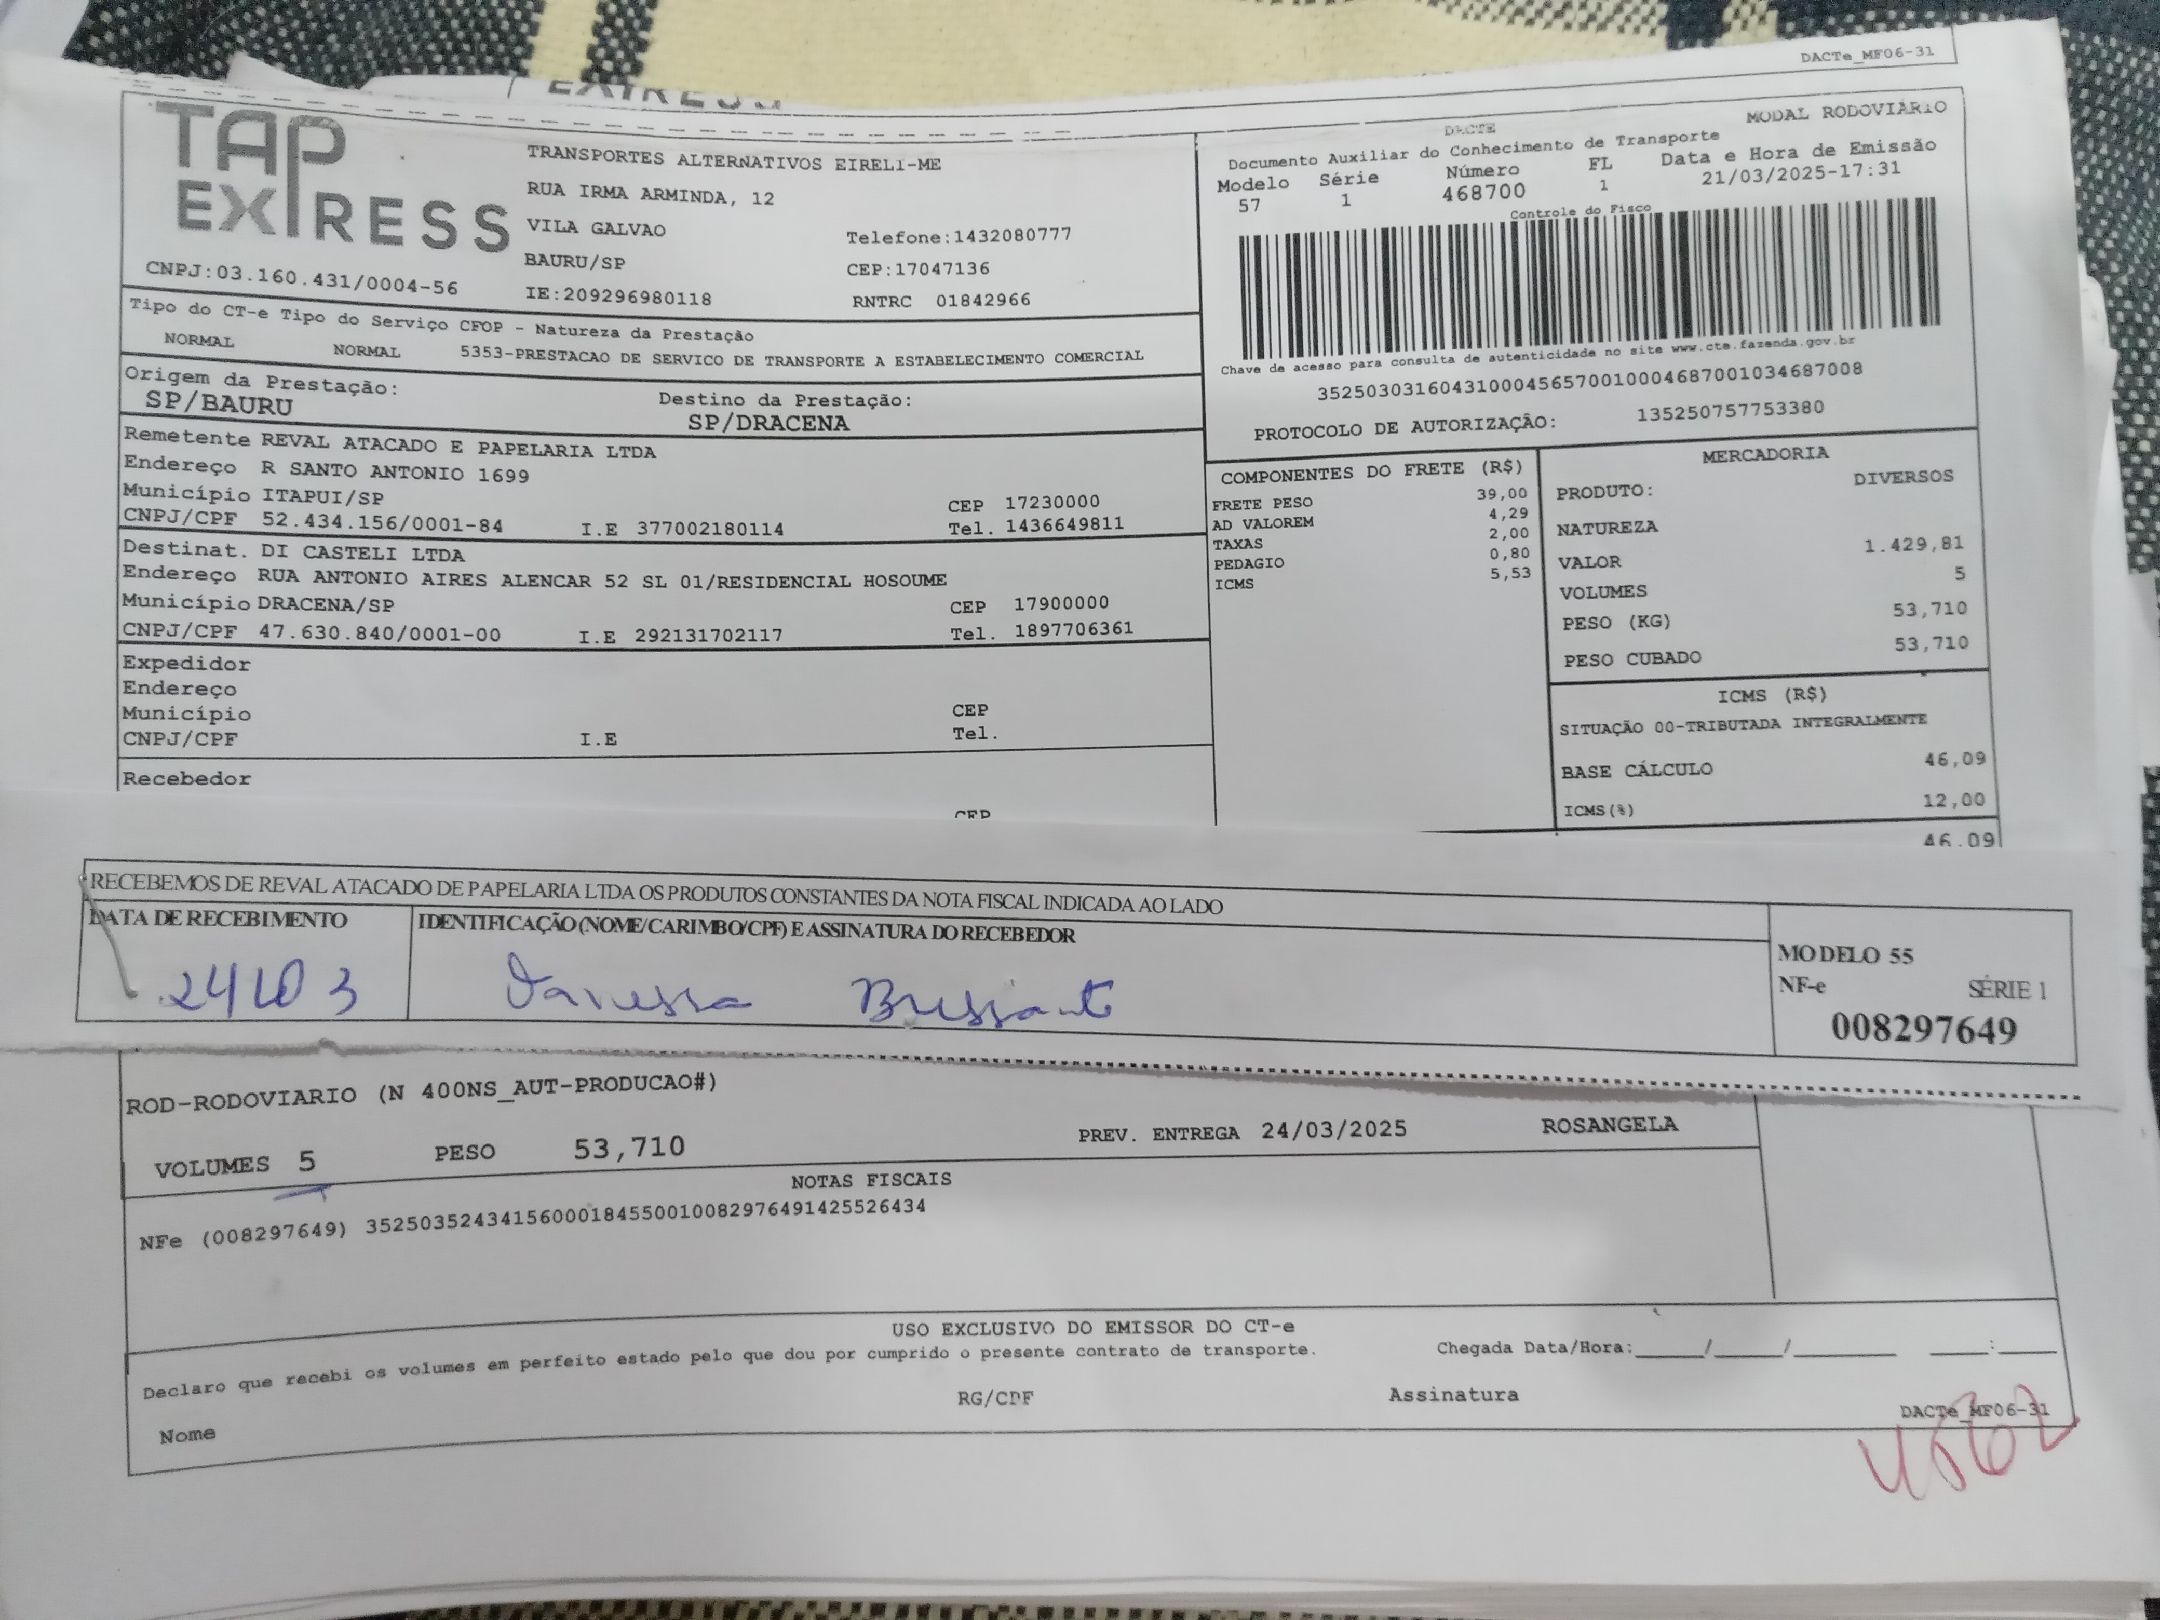 DACTe_MF06-31
EXPRESS
TAP EXPRESS
TRANSPORTES ALTERNATIVOS EIRELI-ME
RUA IRMA ARMINDA, 12
VILA GALVAO
Telefone:1432080777
BAURU/SP
CEP:17047136
CNPJ:03.160.431/0004-56
IE:209296980118
RNTRC 01842966
DACTE
MODAL RODOVIARIO
Documento Auxiliar do Conhecimento de Transporte
Modelo Série Número FL Data e Hora de Emissão
57 1 468700 1 21/03/2025-17:31
Controle do Fisco
Chave de acesso para consulta de autenticidade no site www.cte.fazenda.gov.br
35250303160431000456570010004687001034687008
PROTOCOLO DE AUTORIZAÇÃO: 135250757753380
Tipo do CT-e Tipo do Serviço CFOP - Natureza da Prestação
NORMAL NORMAL 5353-PRESTACAO DE SERVICO DE TRANSPORTE A ESTABELECIMENTO COMERCIAL
Origem da Prestação: Destino da Prestação:
SP/BAURU SP/DRACENA
Remetente REVAL ATACADO E PAPELARIA LTDA
Endereço R SANTO ANTONIO 1699
Município ITAPUI/SP CEP 17230000
CNPJ/CPF 52.434.156/0001-84 I.E 377002180114 Tel. 1436649811
Destinat. DI CASTELI LTDA
Endereço RUA ANTONIO AIRES ALENCAR 52 SL 01/RESIDENCIAL HOSOUME
Município DRACENA/SP CEP 17900000
CNPJ/CPF 47.630.840/0001-00 I.E 292131702117 Tel. 1897706361
Expedidor
Endereço
Município CEP
CNPJ/CPF I.E Tel.
Recebedor
CEP
COMPONENTES DO FRETE (R$)
FRETE PESO 39,00
AD VALOREM 4,29
TAXAS 2,00
PEDAGIO 0,80
ICMS 5,53
MERCADORIA
PRODUTO: DIVERSOS
NATUREZA
VALOR 1.429,81
VOLUMES 5
PESO (KG) 53,710
PESO CUBADO 53,710
ICMS (R$)
SITUAÇÃO 00-TRIBUTADA INTEGRALMENTE
BASE CÁLCULO 46,09
ICMS(%) 12,00
46,09
RECEBEMOS DE REVAL ATACADO DE PAPELARIA LTDA OS PRODUTOS CONSTANTES DA NOTA FISCAL INDICADA AO LADO
DATA DE RECEBIMENTO IDENTIFICAÇÃO (NOME/CARIMBO/CPF) E ASSINATURA DO RECEBEDOR
Vanessa
MODELO 55
NF-e SÉRIE 1
008297649
ROD-RODOVIARIO (N 400NS_AUT-PRODUCAO#)
VOLUMES 5 PESO 53,710 PREV. ENTREGA 24/03/2025 ROSANGELA
NOTAS FISCAIS
NFe (008297649) 35250352434156000184550010082976491425526434
USO EXCLUSIVO DO EMISSOR DO CT-e
Declaro que recebi os volumes em perfeito estado pelo que dou por cumprido o presente contrato de transporte.
Chegada Data/Hora:_____/_____/________ ____:____
Nome RG/CPF Assinatura
DACTe_MF06-31